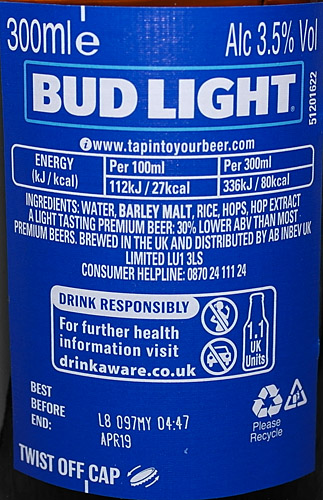 300ml e Alc 3.5% Vol
51201622
BUD LIGHT
i www.tapintoyourbeer.com
ENERGY (kJ / kcal) Per 100ml Per 300ml
112kJ / 27kcal 336kJ / 80kcal
INGREDIENTS: WATER, BARLEY MALT, RICE, HOPS, HOP EXTRACT
A LIGHT TASTING PREMIUM BEER: 30% LOWER ABV THAN MOST
PREMIUM BEERS. BREWED IN THE UK AND DISTRIBUTED BY AB INBEV UK
LIMITED LU1 3LS
CONSUMER HELPLINE: 0870 24 111 24
DRINK RESPONSIBLY
For further health
information visit
drinkaware.co.uk
1.1
UK
Units
BEST
BEFORE
END:
L8 097MY 04:47
APR19
Please
Recycle
TWIST OFF CAP